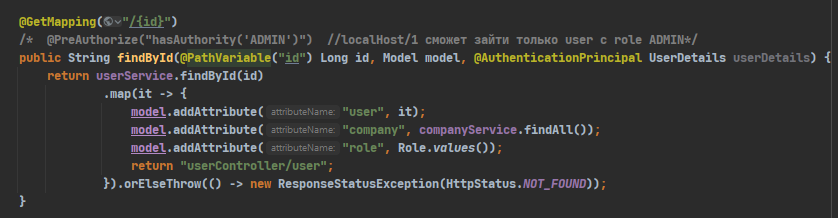 @GetMapping("/{id}")
/*  @PreAuthorize("hasAuthority('ADMIN')")  //localHost/1 сможет зайти только user с role ADMIN*/
public String findById(@PathVariable("id") Long id, Model model, @AuthenticationPrincipal UserDetails userDetails) {
    return userService.findById(id)
            .map(it -> {
                model.addAttribute( attributeName: "user", it);
                model.addAttribute( attributeName: "company", companyService.findAll());
                model.addAttribute( attributeName: "role", Role.values());
                return "userController/user";
            }).orElseThrow(() -> new ResponseStatusException(HttpStatus.NOT_FOUND));
}